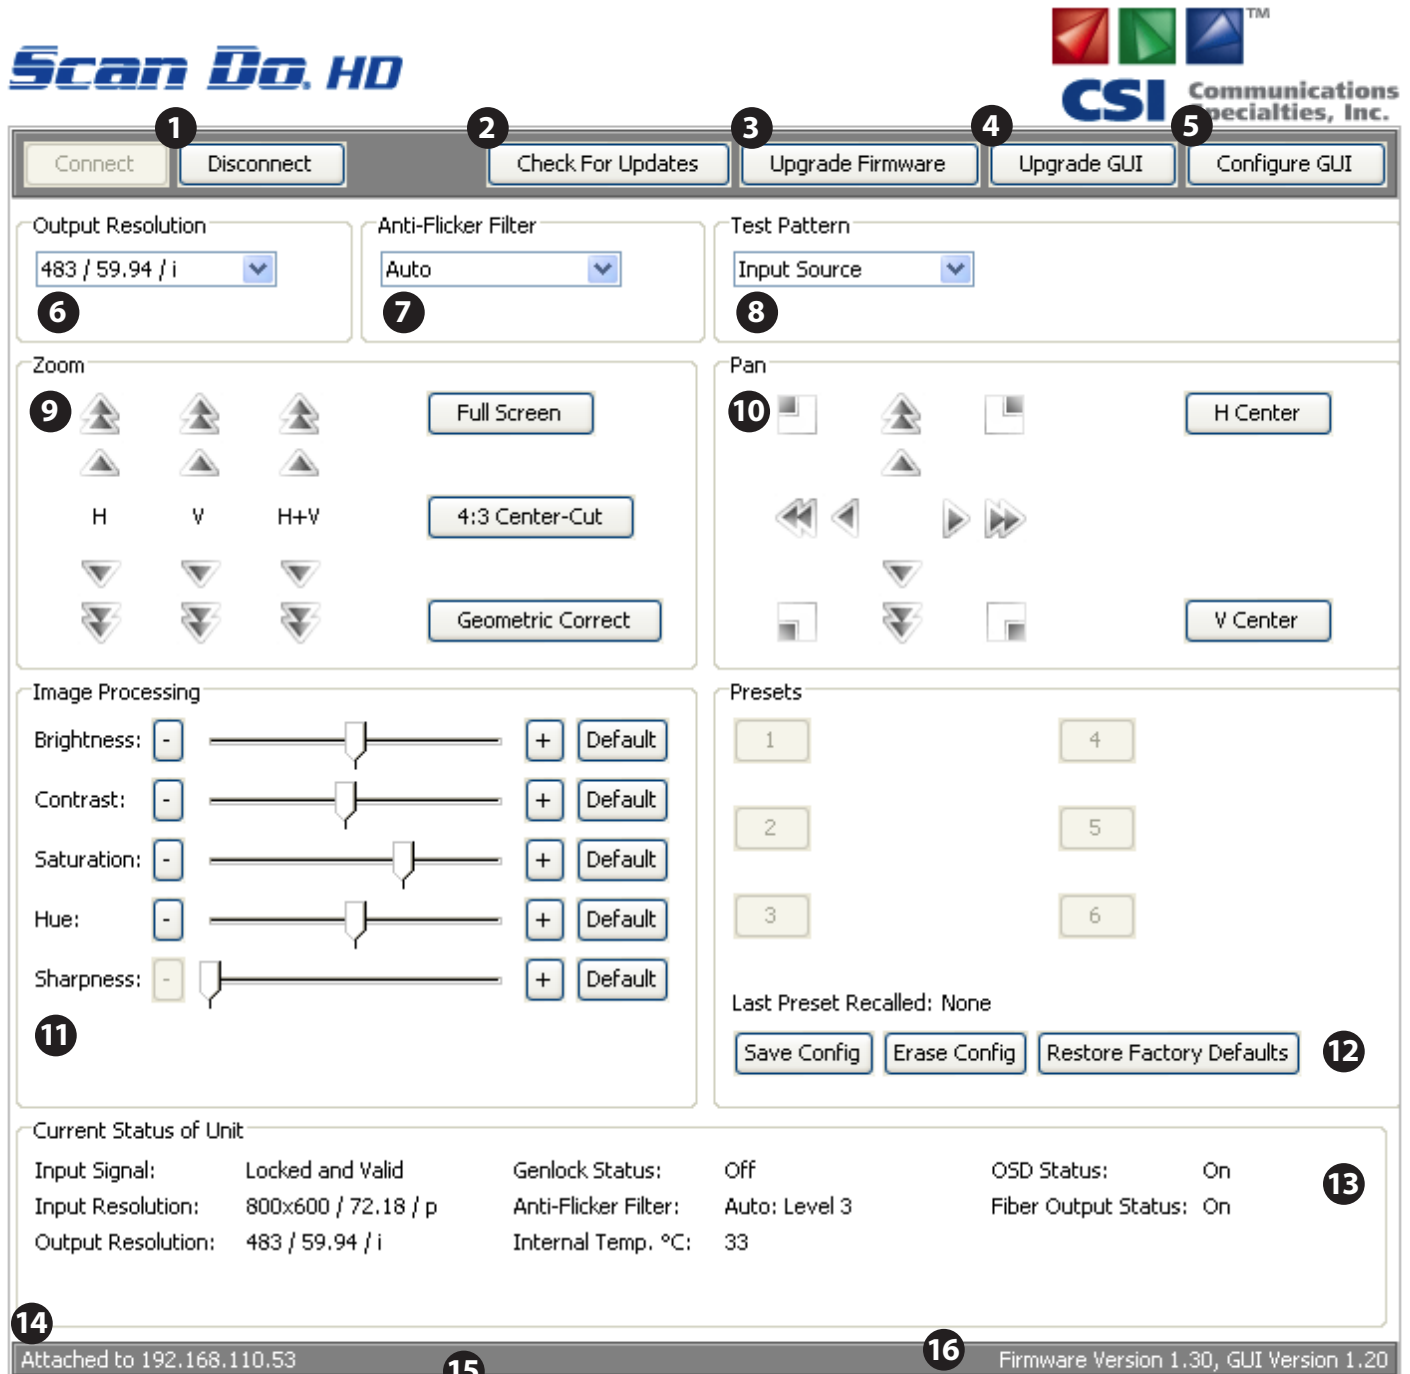 Scan Do. HD
TM
CSI Communications Specialties, Inc.
1 2 3 4 5
Connect Disconnect Check For Updates Upgrade Firmware Upgrade GUI Configure GUI
Output Resolution Anti-Flicker Filter Test Pattern
483 / 59.94 / i Auto Input Source
6 7 8
Zoom Pan
9 Full Screen 10 H Center
H V H+V 4:3 Center-Cut
Geometric Correct V Center
Image Processing Presets
Brightness: - + Default 1 4
Contrast: - + Default
2 5
Saturation: - + Default
Hue: - + Default 3 6
Sharpness: - + Default
Last Preset Recalled: None
11
Save Config Erase Config Restore Factory Defaults 12
Current Status of Unit
Input Signal: Locked and Valid Genlock Status: Off OSD Status: On 13
Input Resolution: 800x600 / 72.18 / p Anti-Flicker Filter: Auto: Level 3 Fiber Output Status: On
Output Resolution: 483 / 59.94 / i Internal Temp. °C: 33
14
Attached to 192.168.110.53 15 16 Firmware Version 1.30, GUI Version 1.20